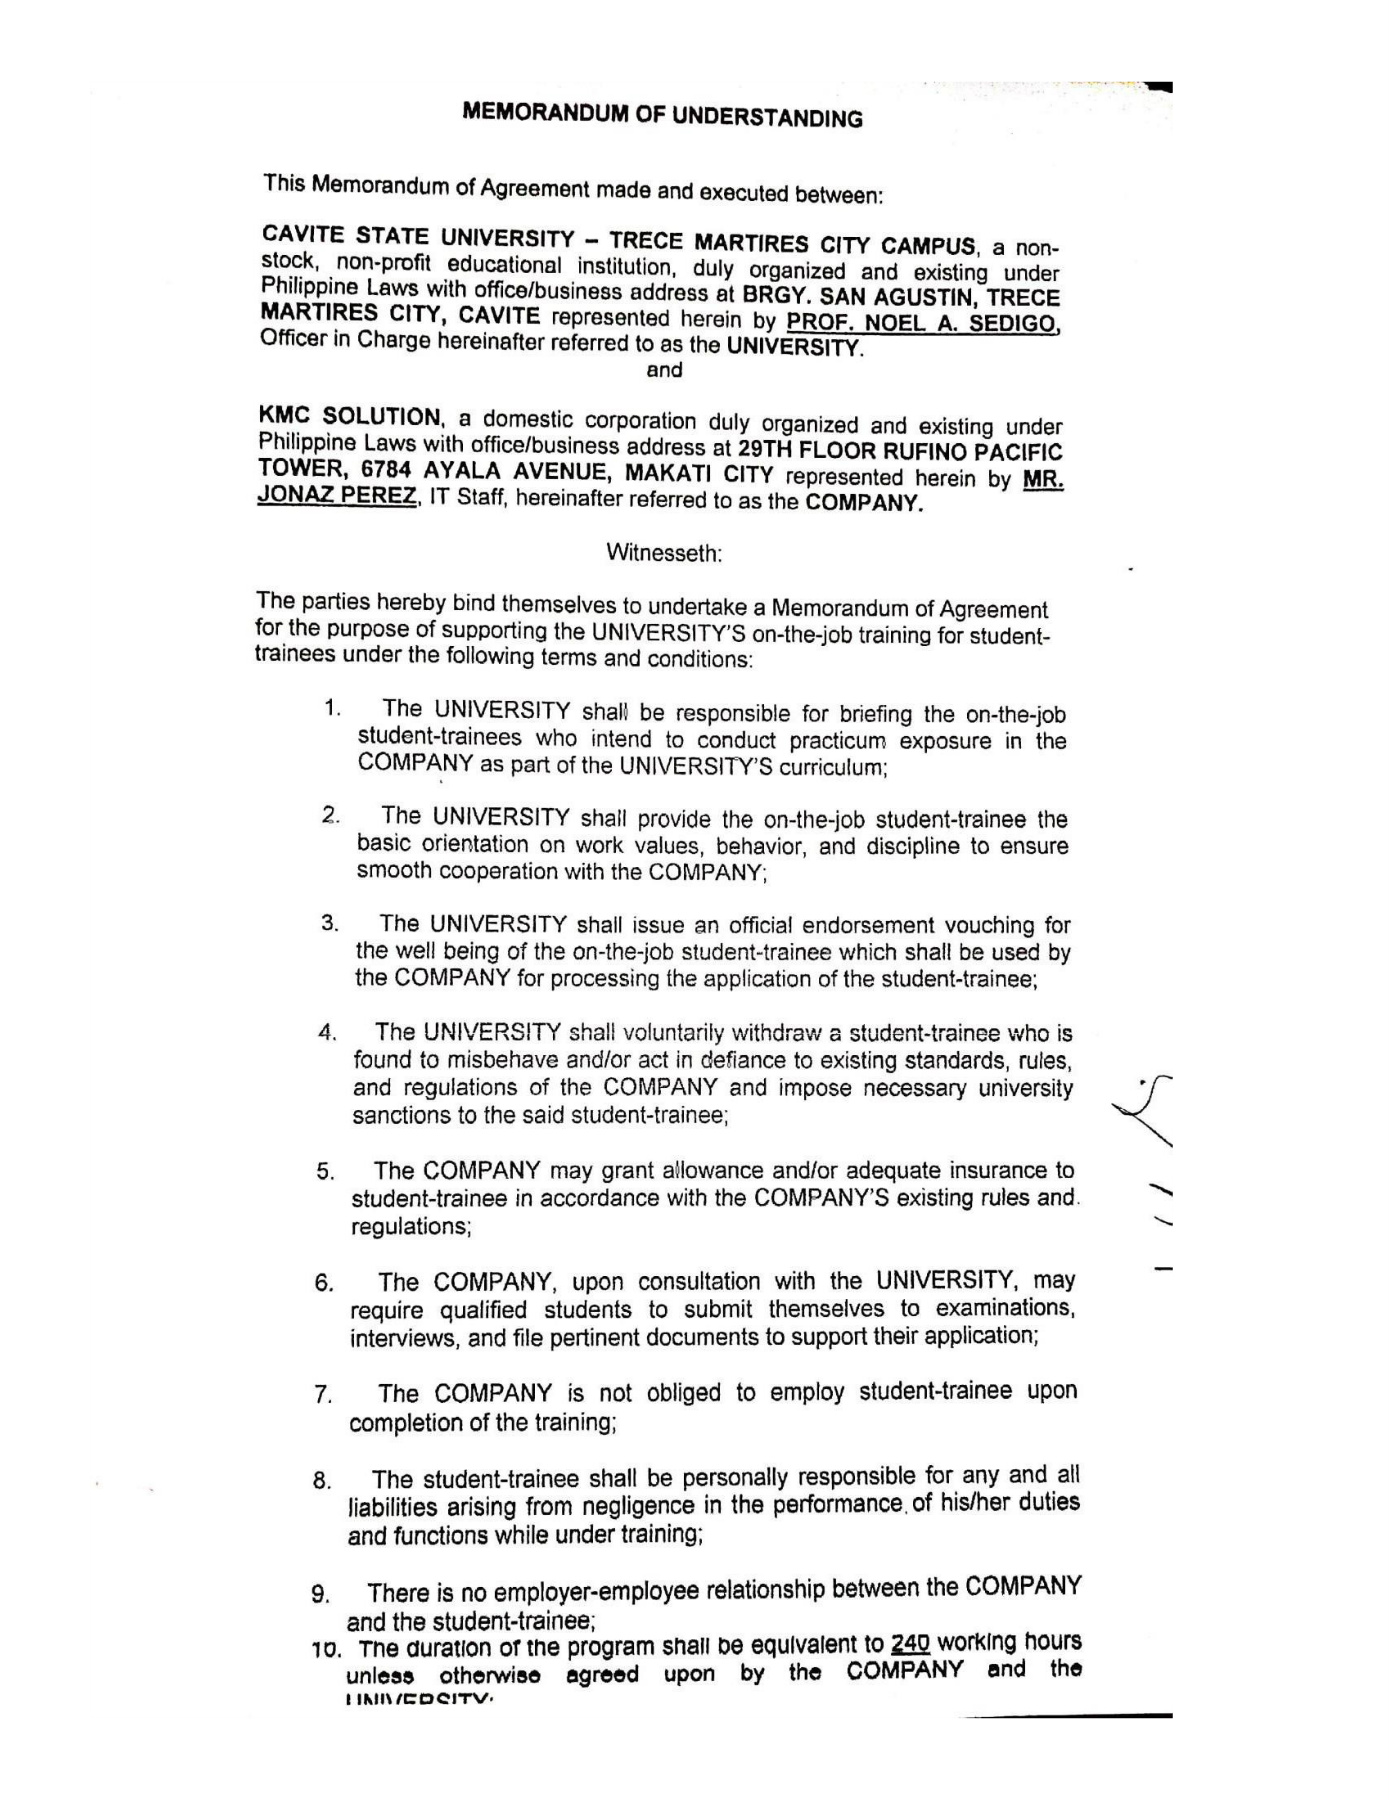 MEMORANDUM OF UNDERSTANDING
This Memorandum of Agreement made and executed between:
CAVITE STATE UNIVERSITY – TRECE MARTIRES CITY CAMPUS, a non-
stock, non-profit educational institution, duly organized and existing under
Philippine Laws with office/business address at BRGY. SAN AGUSTIN, TRECE
MARTIRES CITY, CAVITE represented herein by PROF. NOEL A. SEDIGO,
Officer in Charge hereinafter referred to as the UNIVERSITY.
and
KMC SOLUTION, a domestic corporation duly organized and existing under
Philippine Laws with office/business address at 29TH FLOOR RUFINO PACIFIC
TOWER, 6784 AYALA AVENUE, MAKATI CITY represented herein by MR.
JONAZ PEREZ, IT Staff, hereinafter referred to as the COMPANY.
Witnesseth:
The parties hereby bind themselves to undertake a Memorandum of Agreement
for the purpose of supporting the UNIVERSITY'S on-the-job training for student-
trainees under the following terms and conditions:
1. The UNIVERSITY shall be responsible for briefing the on-the-job
student-trainees who intend to conduct practicum exposure in the
COMPANY as part of the UNIVERSITY'S curriculum;
2. The UNIVERSITY shall provide the on-the-job student-trainee the
basic orientation on work values, behavior, and discipline to ensure
smooth cooperation with the COMPANY;
3. The UNIVERSITY shall issue an official endorsement vouching for
the well being of the on-the-job student-trainee which shall be used by
the COMPANY for processing the application of the student-trainee;
4. The UNIVERSITY shall voluntarily withdraw a student-trainee who is
found to misbehave and/or act in defiance to existing standards, rules,
and regulations of the COMPANY and impose necessary university
sanctions to the said student-trainee;
5. The COMPANY may grant allowance and/or adequate insurance to
student-trainee in accordance with the COMPANY'S existing rules and
regulations;
6. The COMPANY, upon consultation with the UNIVERSITY, may
require qualified students to submit themselves to examinations,
interviews, and file pertinent documents to support their application;
7. The COMPANY is not obliged to employ student-trainee upon
completion of the training;
8. The student-trainee shall be personally responsible for any and all
liabilities arising from negligence in the performance of his/her duties
and functions while under training;
9. There is no employer-employee relationship between the COMPANY
and the student-trainee;
10. The duration of the program shall be equivalent to 240 working hours
unless otherwise agreed upon by the COMPANY and the
UNIVERSITY;